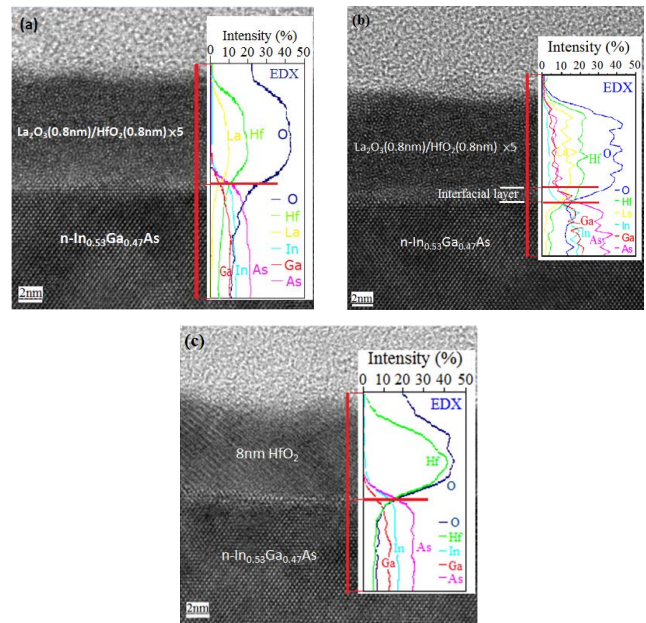 (a)
Intensity (%)
0 10 20 30 40 50
EDX
La₂O₃(0.8nm)/HfO₂(0.8nm) ×5
La
Hf
O
O
Hf
La
In
Ga
As
Ga
In
As
n-In₀.₅₃Ga₀.₄₇As
2nm
(b)
Intensity (%)
0 10 20 30 40 50
EDX
La₂O₃(0.8nm)/HfO₂(0.8nm) ×5
La
O
Hf
Interfacial layer
O
Hf
La
In
Ga
As
Ga
In
As
n-In₀.₅₃Ga₀.₄₇As
2nm
(c)
Intensity (%)
0 10 20 30 40 50
EDX
8nm HfO₂
Hf
O
O
Hf
In
Ga
As
Ga
In
As
n-In₀.₅₃Ga₀.₄₇As
2nm